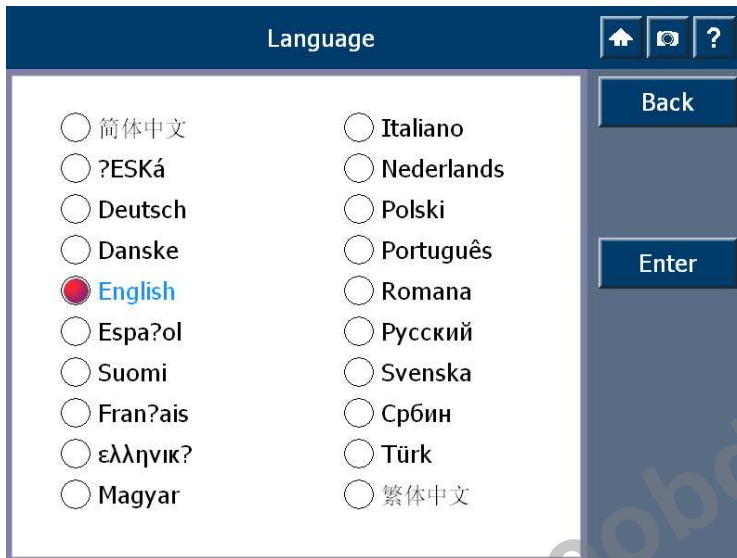 Language
?
简体中文
?ESKá
Deutsch
Danske
English
Espa?ol
Suomi
Fran?ais
ελληνικ?
Magyar
Italiano
Nederlands
Polski
Português
Romana
Русский
Svenska
Србин
Türk
繁体中文
Back
Enter